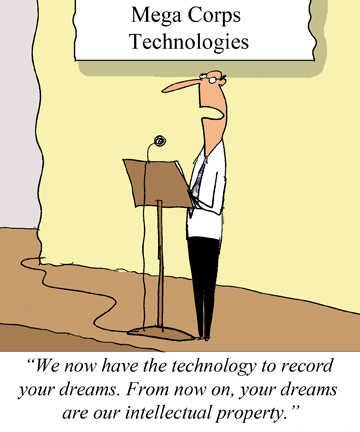 Mega Corps
Technologies
“We now have the technology to record
your dreams. From now on, your dreams
are our intellectual property.”